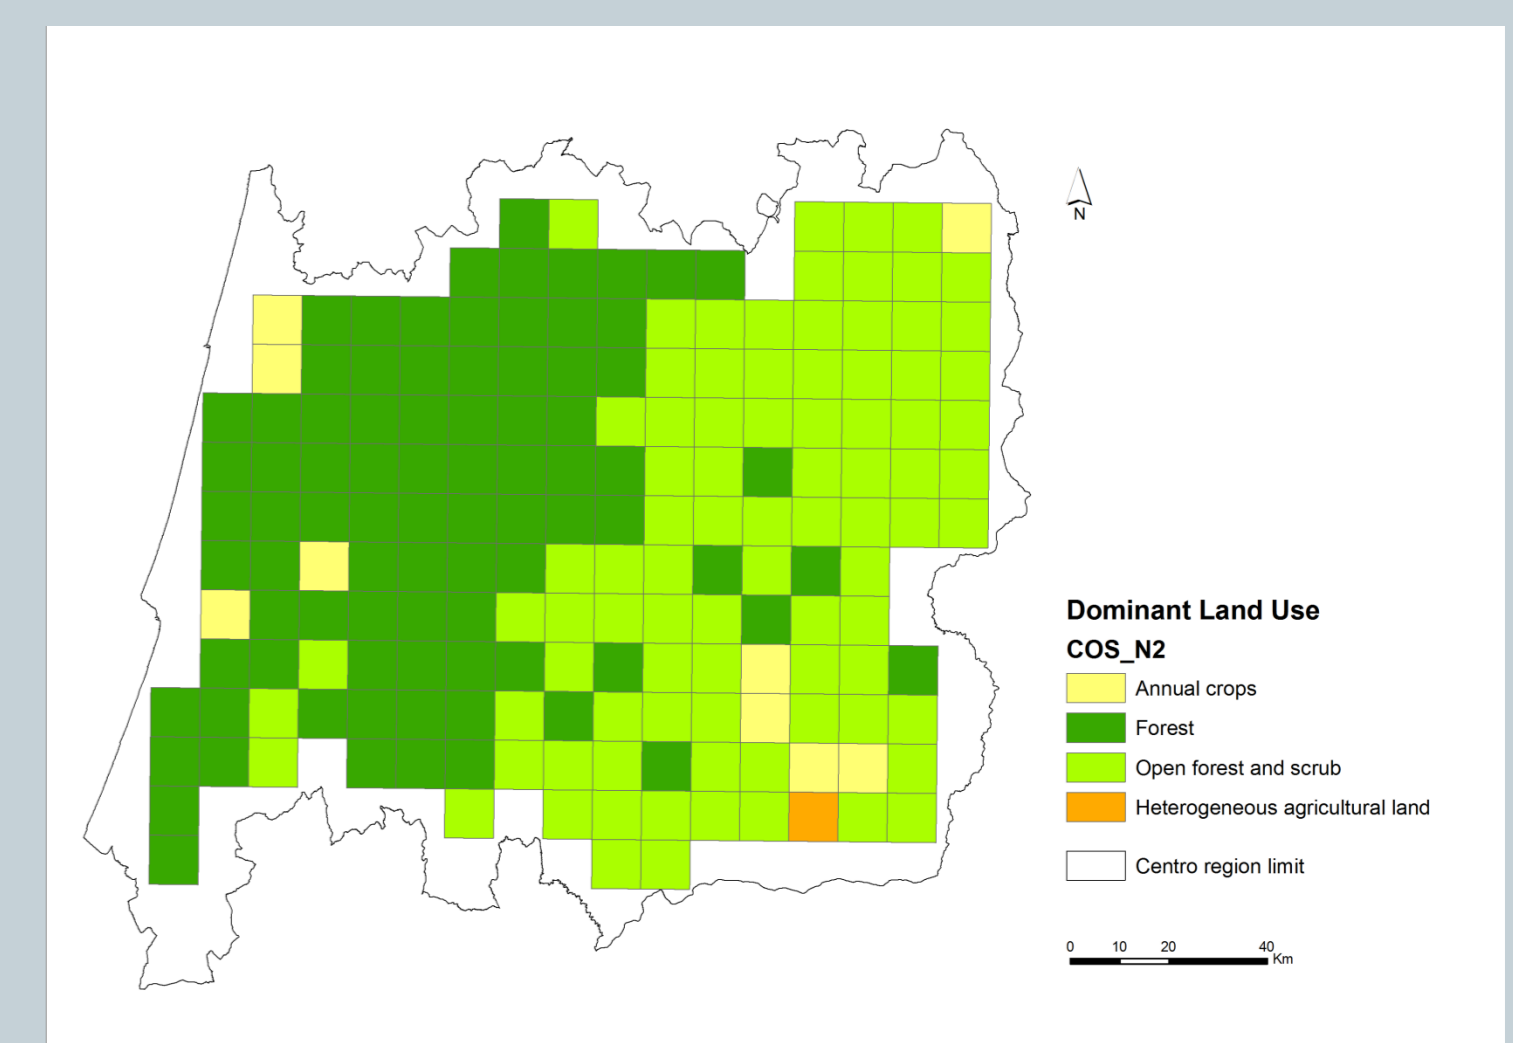 N
Dominant Land Use
COS_N2
Annual crops
Forest
Open forest and scrub
Heterogeneous agricultural land
Centro region limit
0 10 20 40
Km